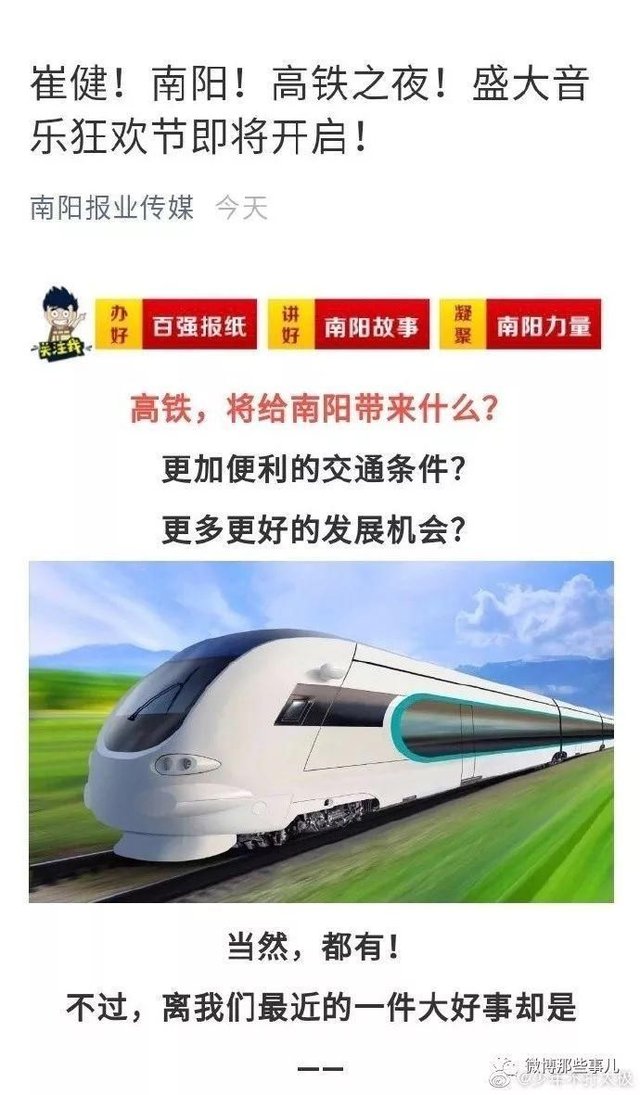 崔健！南阳！高铁之夜！盛大音
乐狂欢节即将开启！
南阳报业传媒 今天
关注我
办好 百强报纸 讲好 南阳故事 凝聚 南阳力量
高铁，将给南阳带来什么？
更加便利的交通条件？
更多更好的发展机会？
当然，都有！
不过，离我们最近的一件大好事却是
——
微博那些事儿